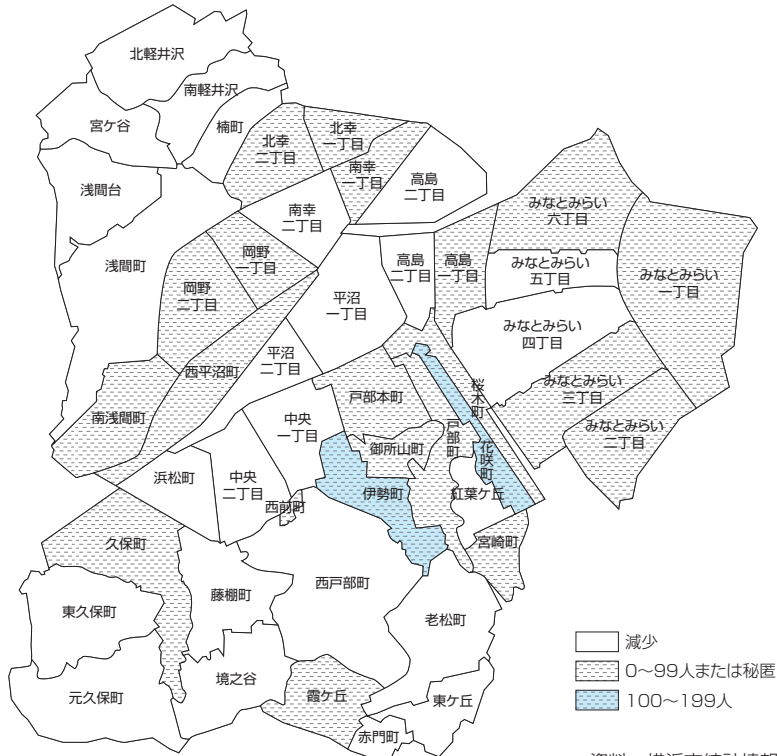 北軽井沢
南軽井沢
宮ケ谷
楠町
北幸
一丁目
北幸
二丁目
南幸
一丁目
高島
二丁目
浅間台
南幸
二丁目
みなとみらい
六丁目
浅間町
岡野
一丁目
岡野
二丁目
高島
二丁目
高島
一丁目
みなとみらい
五丁目
みなとみらい
一丁目
平沼
一丁目
みなとみらい
四丁目
平沼
二丁目
西平沼町
南浅間町
戸部本町
桜木町
みなとみらい
三丁目
みなとみらい
二丁目
中央
一丁目
戸部町
御所山町
花咲町
浜松町
中央
二丁目
西前町
伊勢町
紅葉ケ丘
久保町
宮崎町
東久保町
藤棚町
西戸部町
老松町
元久保町
境之谷
霞ケ丘
東ケ丘
赤門町
減少
0〜99人または秘匿
100〜199人